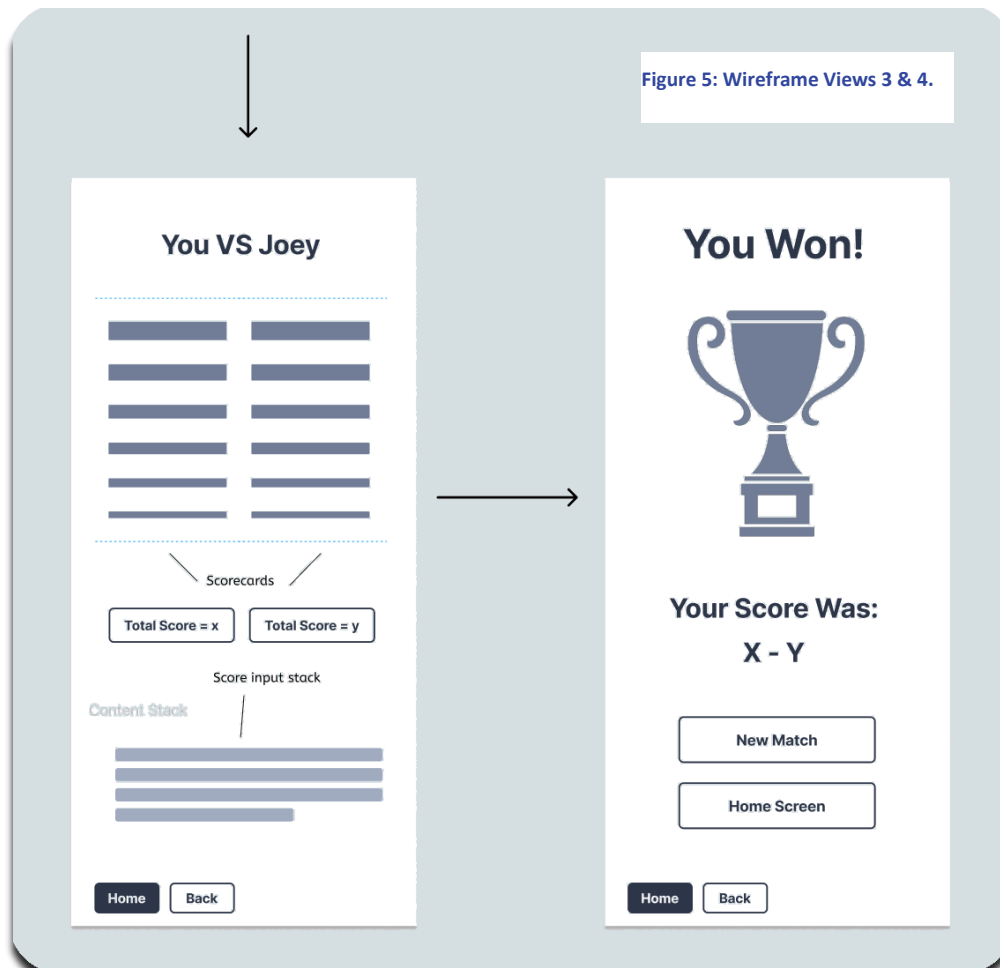 Figure 5: Wireframe Views 3 & 4.
You VS Joey
Scorecards
Total Score = x
Total Score = y
Score input stack
Content Stack
Home
Back
You Won!
Your Score Was:
X - Y
New Match
Home Screen
Home
Back